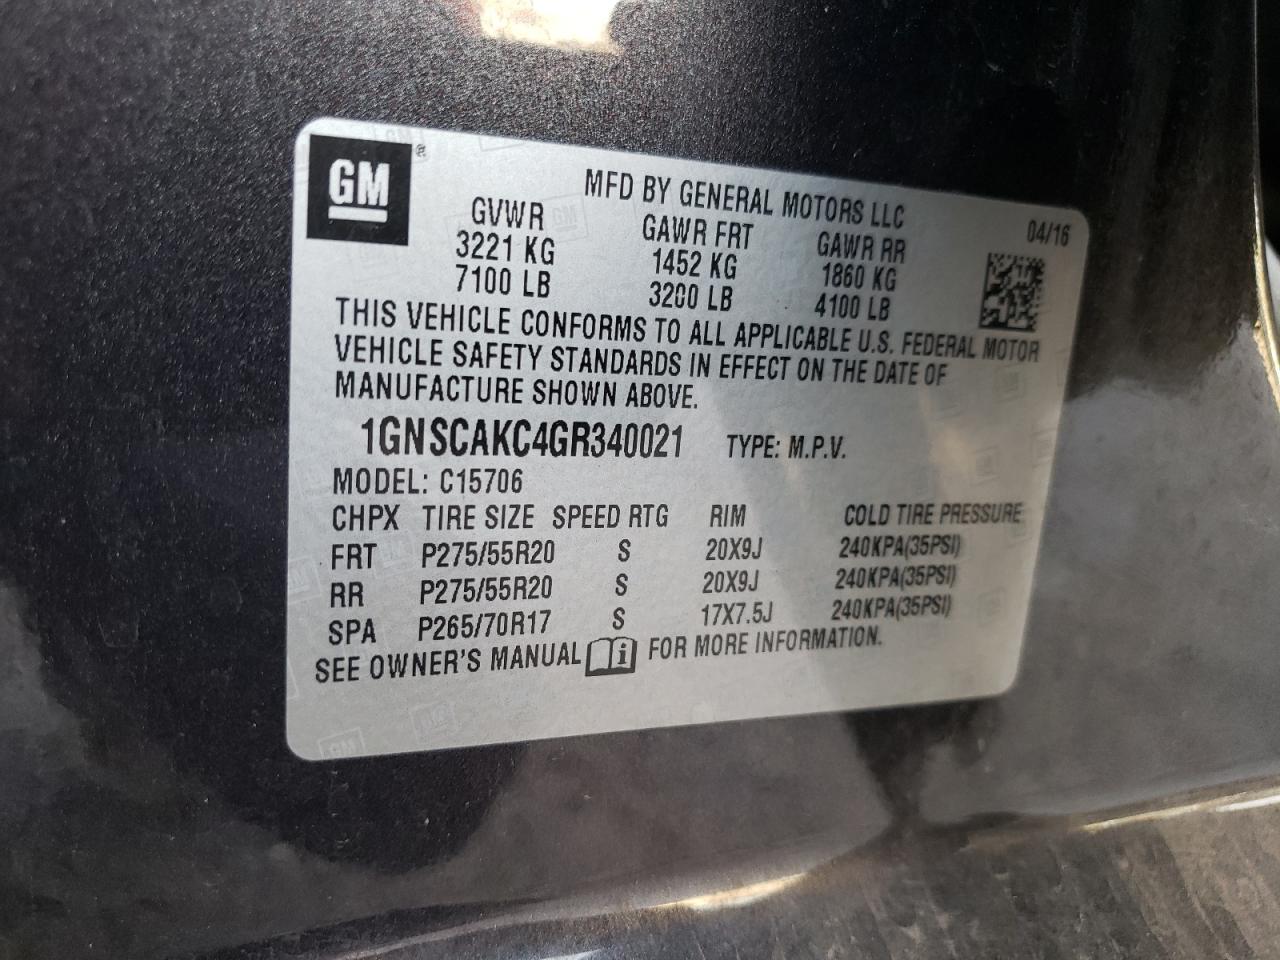 GM ®
MFD BY GENERAL MOTORS LLC
GVWR GAWR FRT GAWR RR 04/16
3221 KG 1452 KG 1860 KG
7100 LB 3200 LB 4100 LB
THIS VEHICLE CONFORMS TO ALL APPLICABLE U.S. FEDERAL MOTOR
VEHICLE SAFETY STANDARDS IN EFFECT ON THE DATE OF
MANUFACTURE SHOWN ABOVE.
1GNSCAKC4GR340021 TYPE: M.P.V.
MODEL: C15706
CHPX TIRE SIZE SPEED RTG RIM COLD TIRE PRESSURE
FRT P275/55R20 S 20X9J 240KPA(35PSI)
RR P275/55R20 S 20X9J 240KPA(35PSI)
SPA P265/70R17 S 17X7.5J 240KPA(35PSI)
SEE OWNER'S MANUAL i FOR MORE INFORMATION.